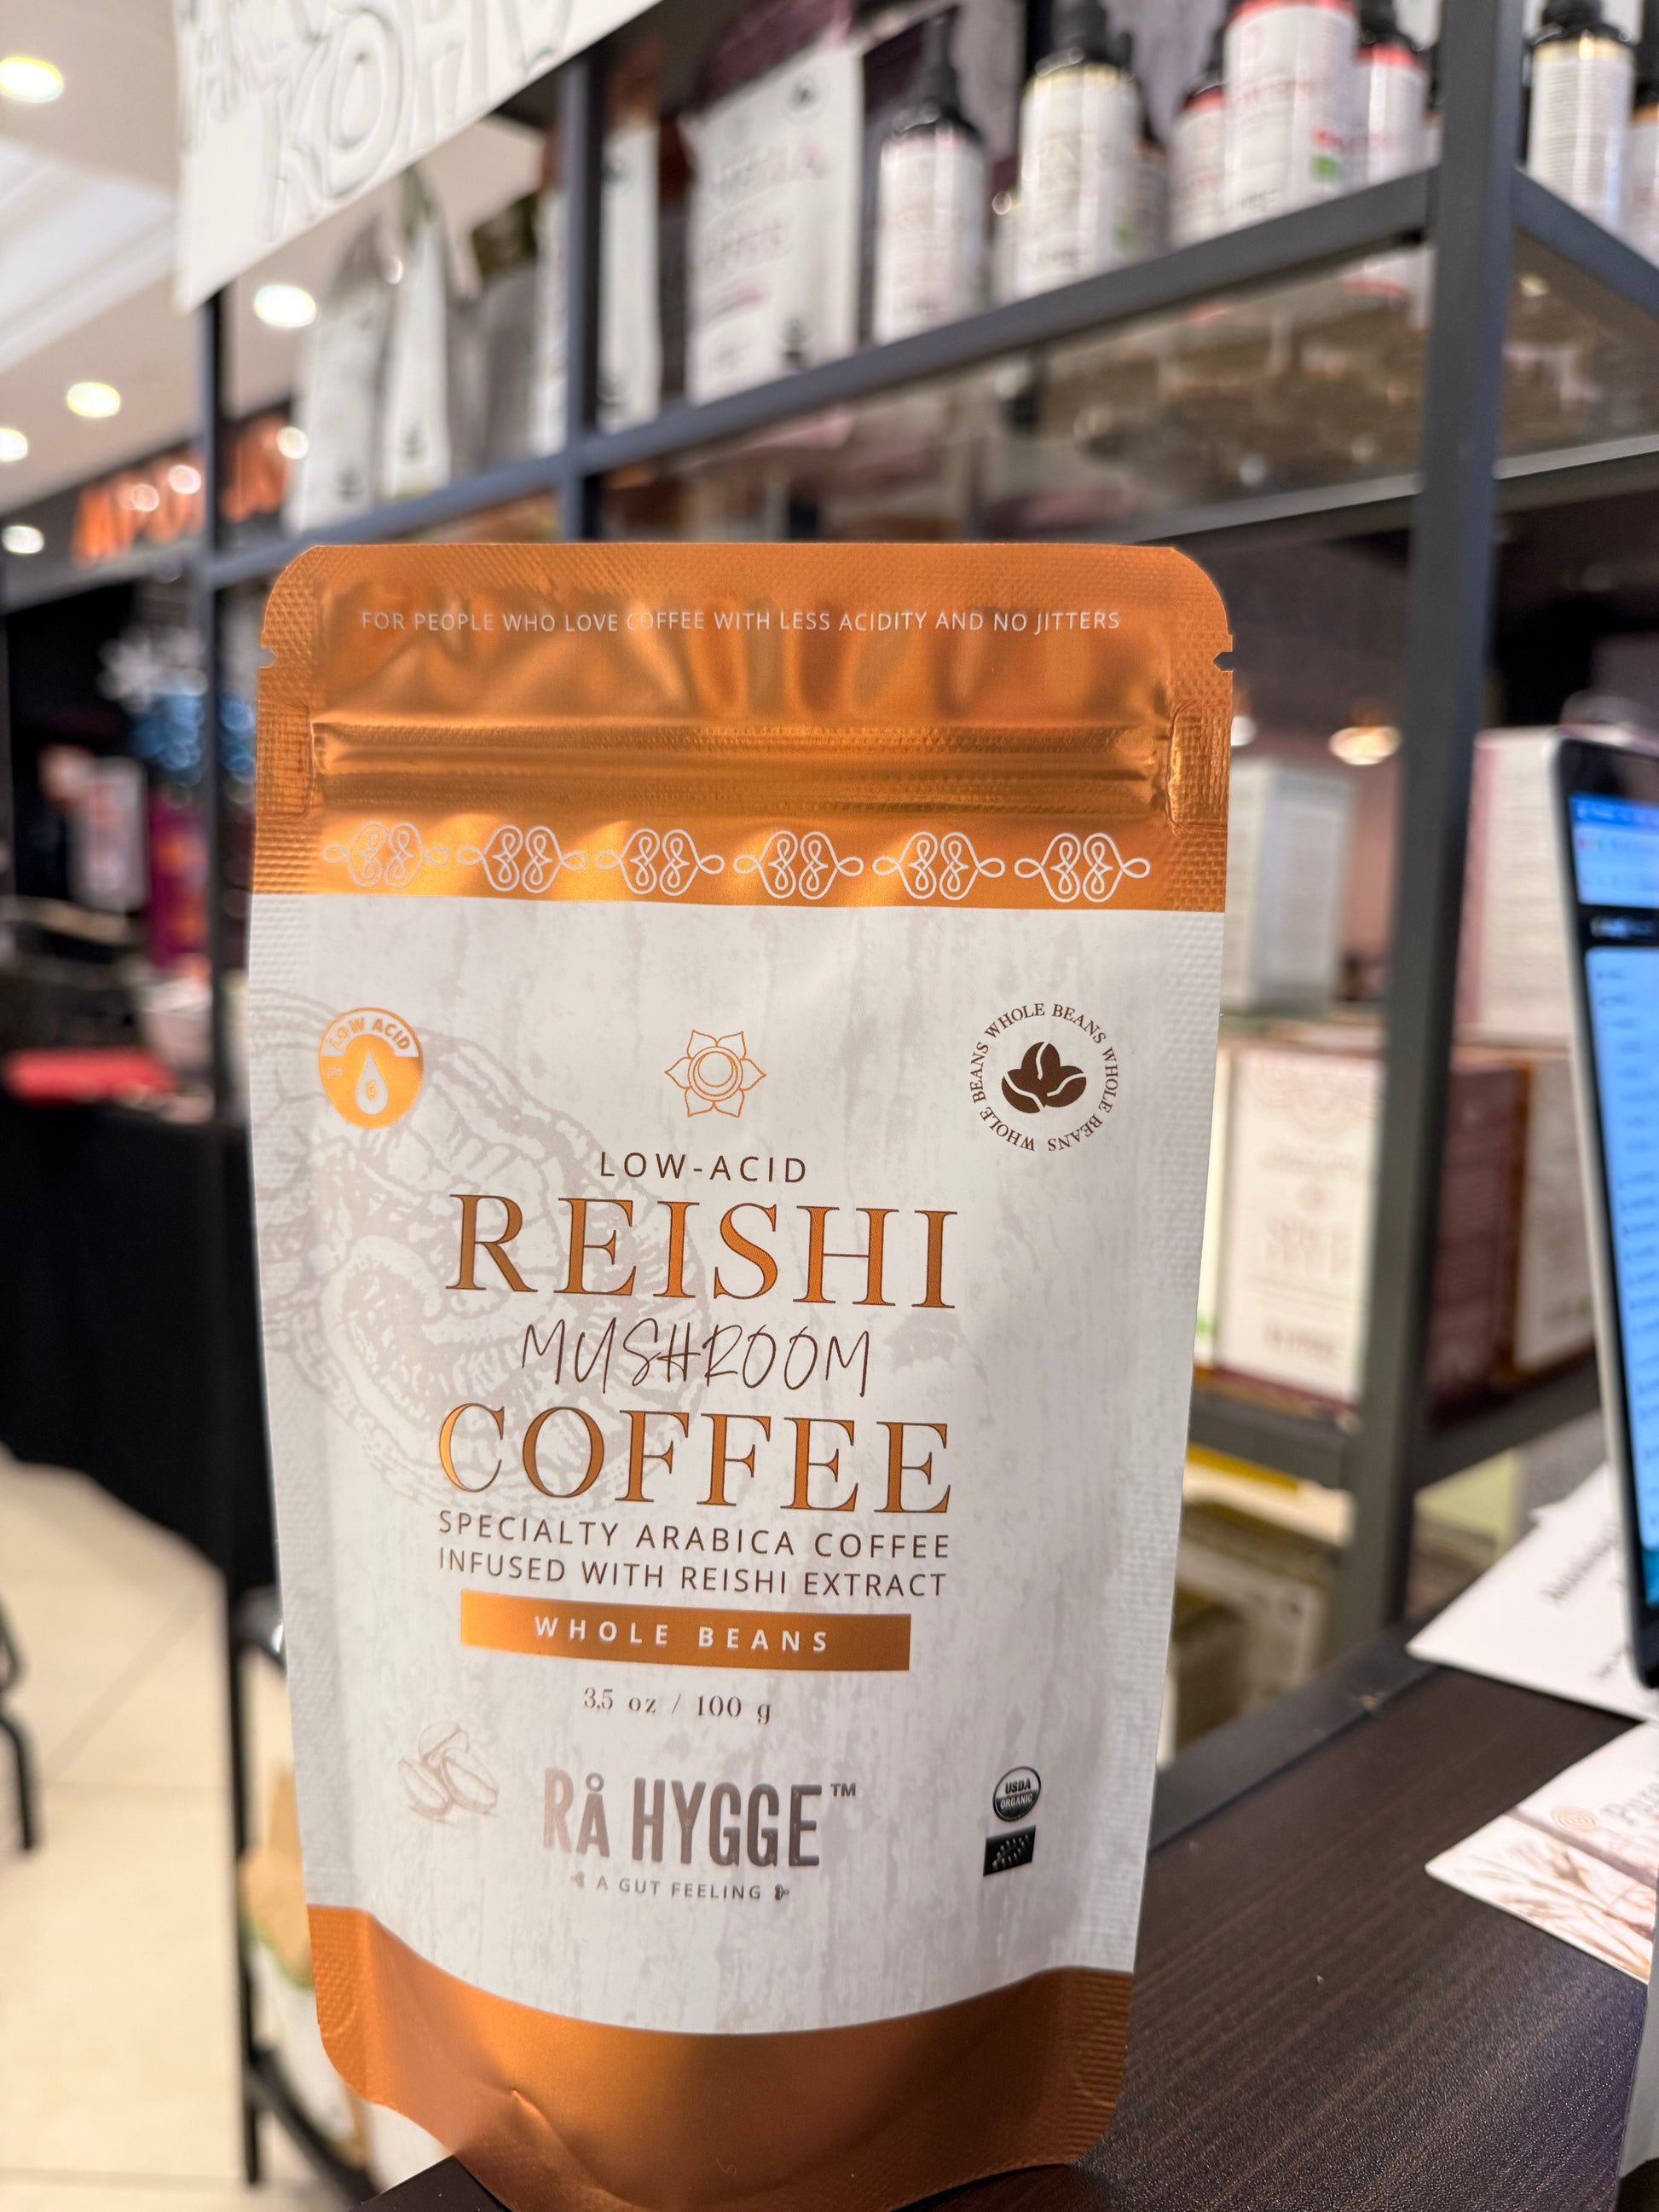 FOR PEOPLE WHO LOVE COFFEE WITH LESS ACIDITY AND NO JITTERS
LOW ACID
6
WHOLE BEANS WHOLE BEANS WHOLE BEANS
LOW-ACID
REISHI
MUSHROOM
COFFEE
SPECIALTY ARABICA COFFEE
INFUSED WITH REISHI EXTRACT
WHOLE BEANS
3,5 oz / 100 g
RÅ HYGGE™
A GUT FEELING
USDA
ORGANIC